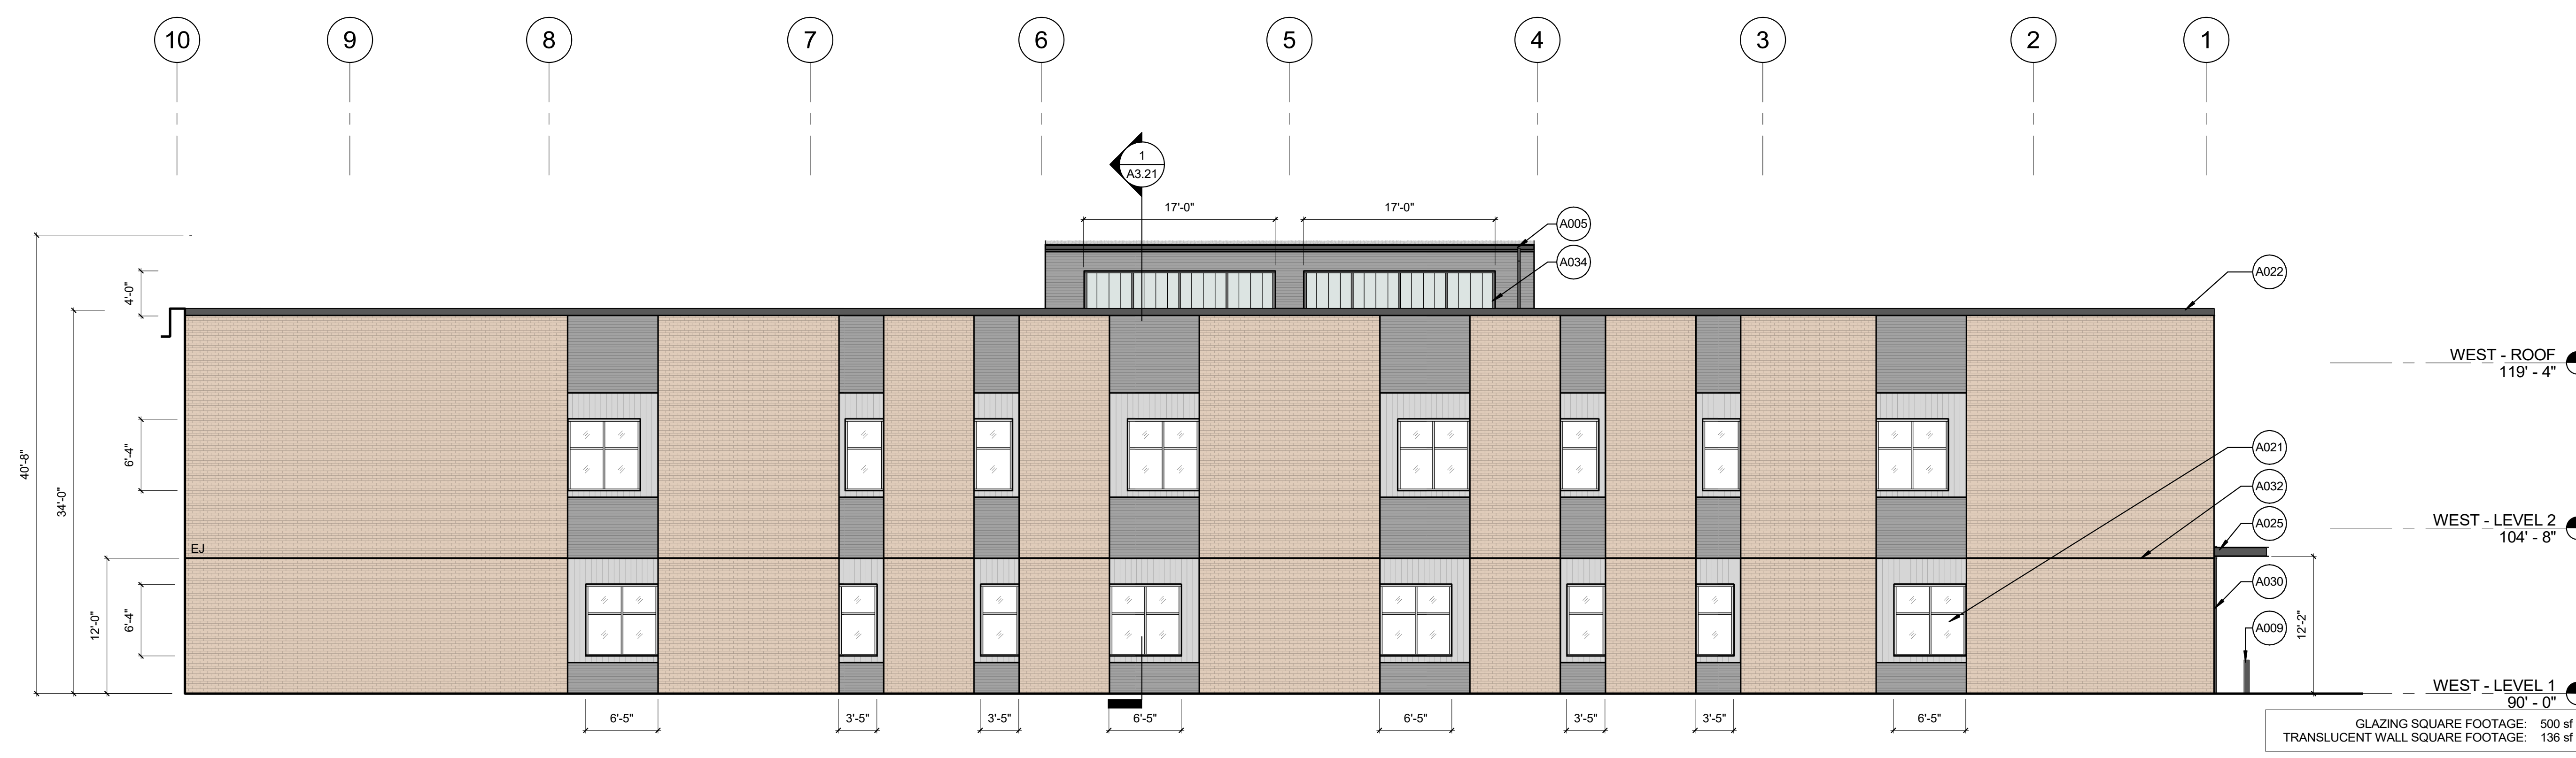 10 9 8 7 6 5 4 3 2 1
1
A3.21
17'-0" 17'-0"
A005
A034
A022
4'-0"
WEST - ROOF
119' - 4"
40'-8"
34'-0"
6'-4"
A021
A032
A025
WEST - LEVEL 2
104' - 8"
EJ
12'-0"
6'-4"
A030
A009
12'-2"
WEST - LEVEL 1
90' - 0"
6'-5" 3'-5" 3'-5" 6'-5" 6'-5" 3'-5" 3'-5" 6'-5"
GLAZING SQUARE FOOTAGE: 500 sf
TRANSLUCENT WALL SQUARE FOOTAGE: 136 sf